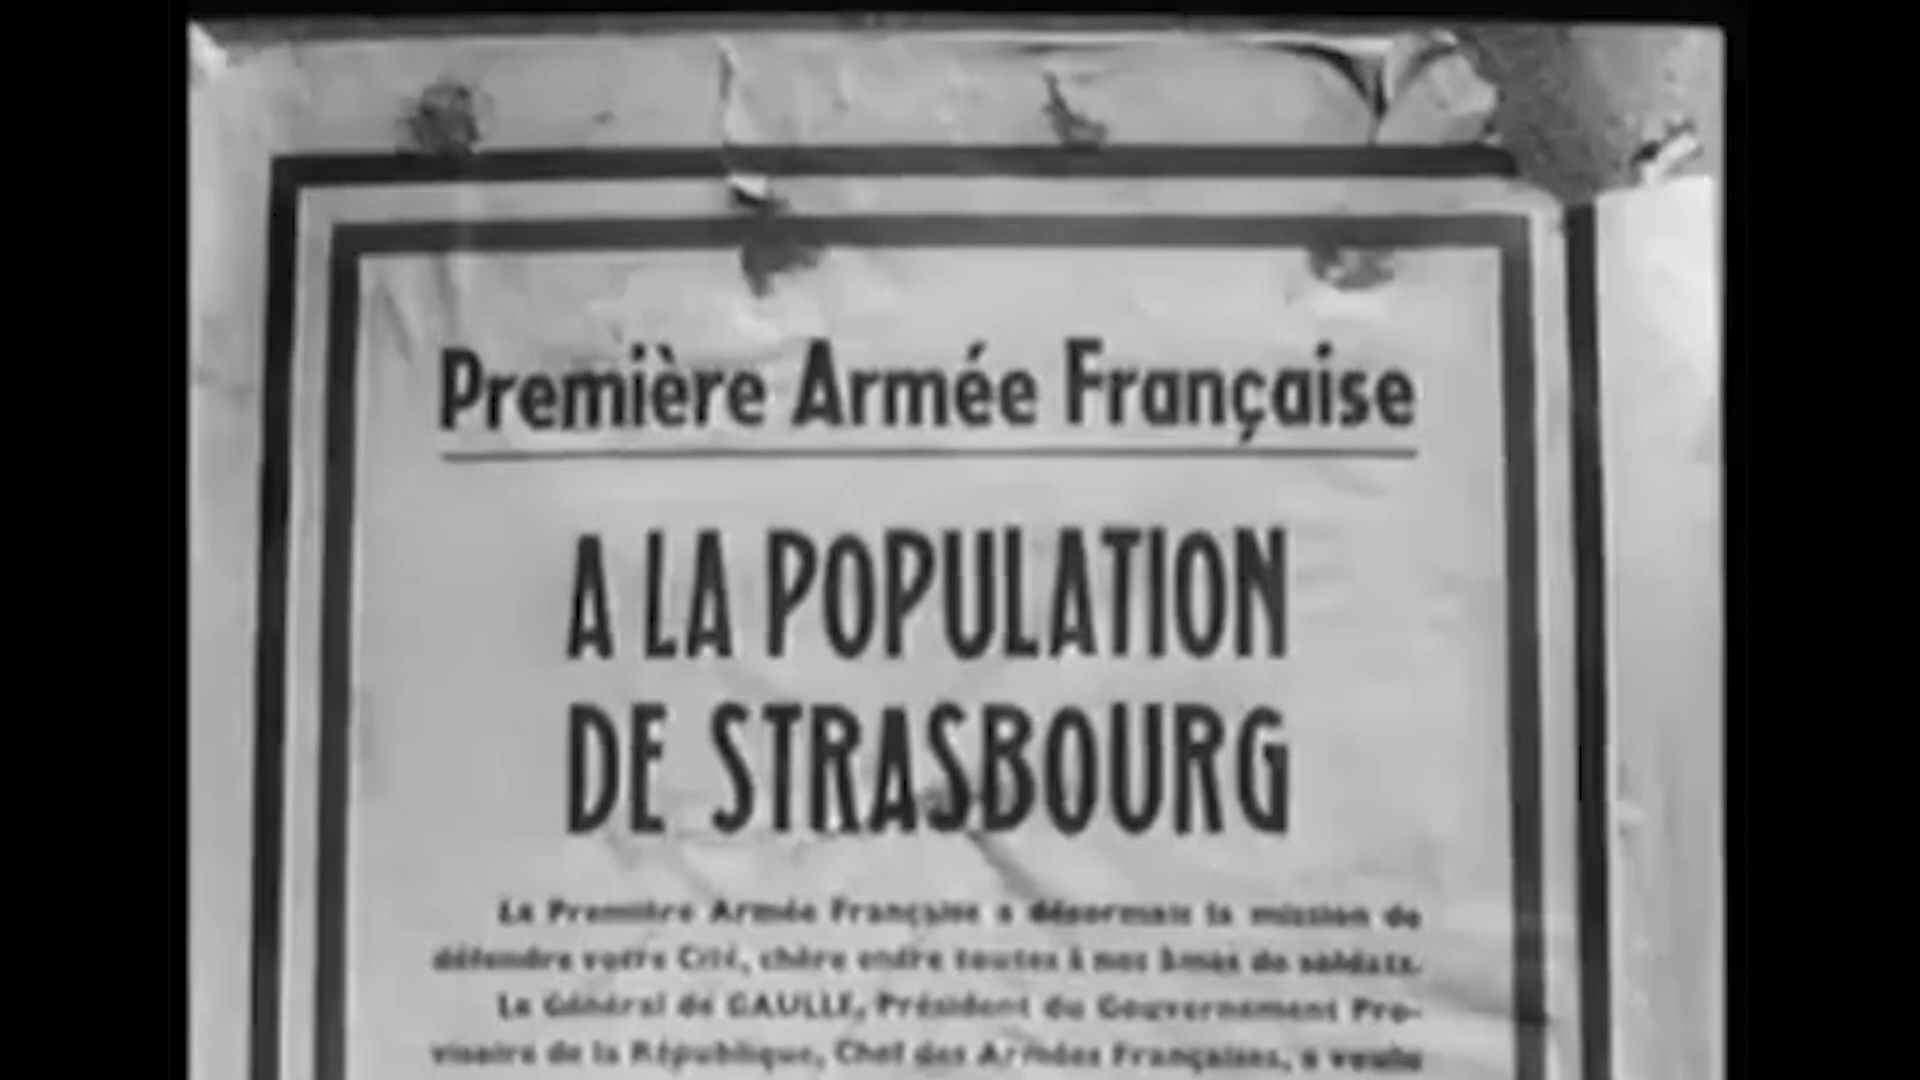 Première Armée Française
A LA POPULATION
DE STRASBOURG
La Première Armée Française a désormais la mission de
défendre votre Cité, chère entre toutes à nos âmes de soldats.
Le Général de GAULLE, Président du Gouvernement Pro-
visoire de la République, Chef des Armées Françaises, a voulu